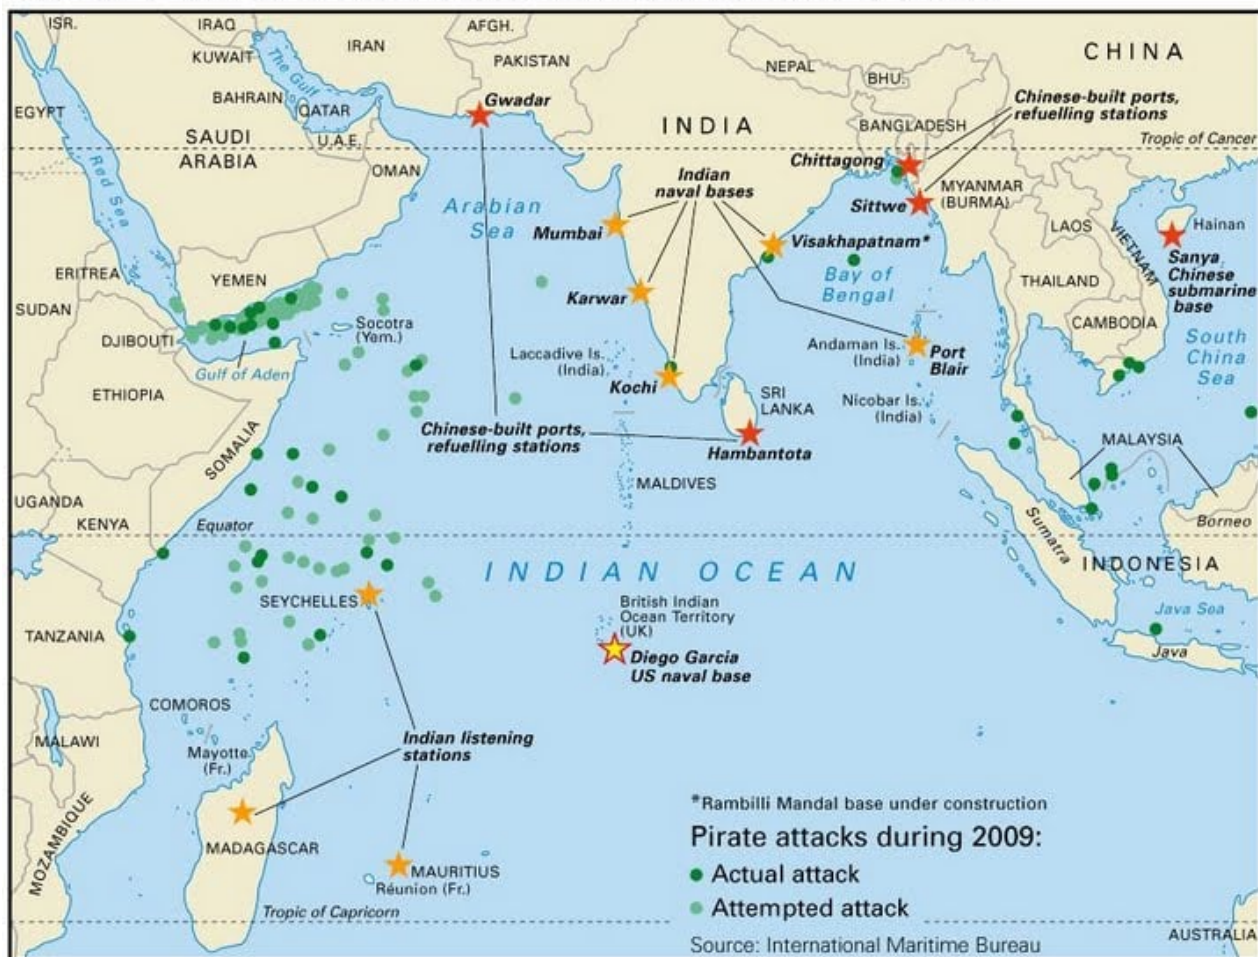 ISR.
IRAQ
AFGH.
KUWAIT
IRAN
The Gulf
PAKISTAN
NEPAL
BHU.
CHINA
EGYPT
BAHRAIN
QATAR
Gwadar
INDIA
BANGLADESH
Chinese-built ports,
refuelling stations
SAUDI
ARABIA
U.A.E.
Tropic of Cancer
Red Sea
OMAN
Chittagong
Indian
naval bases
MYANMAR
(BURMA)
Arabian
Sea
Sittwe
LAOS
VIETNAM
Hainan
Mumbai
Visakhapatnam*
Sanya,
Chinese
submarine
base
ERITREA
YEMEN
Bay of
Bengal
THAILAND
SUDAN
Karwar
CAMBODIA
Socotra
(Yem.)
DJIBOUTI
Laccadive Is.
(India)
Andaman Is.
(India)
Port
Blair
South
China
Sea
Gulf of Aden
ETHIOPIA
Kochi
SRI
LANKA
Nicobar Is.
(India)
Chinese-built ports,
refuelling stations
Hambantota
MALAYSIA
SOMALIA
MALDIVES
UGANDA
KENYA
Equator
Sumatra
Borneo
INDIAN OCEAN
INDONESIA
SEYCHELLES
British Indian
Ocean Territory
(UK)
Java Sea
TANZANIA
Diego Garcia
US naval base
Java
COMOROS
MALAWI
Mayotte
(Fr.)
Indian listening
stations
MOZAMBIQUE
*Rambilli Mandal base under construction
Pirate attacks during 2009:
MADAGASCAR
MAURITIUS
Actual attack
Réunion (Fr.)
Attempted attack
Tropic of Capricorn
AUSTRALIA
Source: International Maritime Bureau